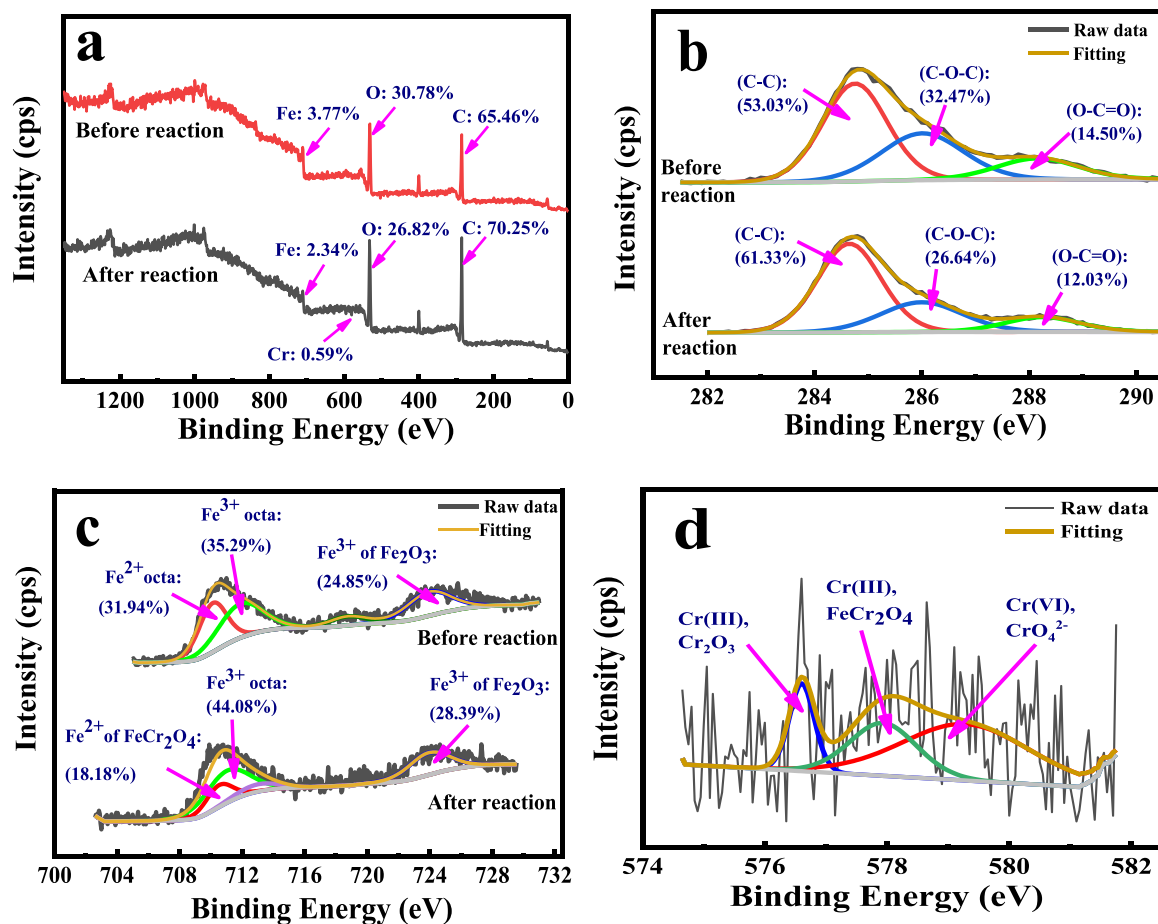 a
Before reaction
Fe: 3.77%
O: 30.78%
C: 65.46%
After reaction
Fe: 2.34%
O: 26.82%
C: 70.25%
Cr: 0.59%
1200 1000 800 600 400 200 0
Binding Energy (eV)
Intensity (cps)
b
Raw data
Fitting
(C-C):
(53.03%)
(C-O-C):
(32.47%)
(O-C=O):
(14.50%)
Before
reaction
(C-C):
(61.33%)
(C-O-C):
(26.64%)
(O-C=O):
(12.03%)
After
reaction
282 284 286 288 290
Binding Energy (eV)
Intensity (cps)
c
Raw data
Fitting
Fe³⁺ octa:
(35.29%)
Fe²⁺ octa:
(31.94%)
Fe³⁺ of Fe₂O₃:
(24.85%)
Before reaction
Fe³⁺ octa:
(44.08%)
Fe²⁺ of FeCr₂O₄:
(18.18%)
Fe³⁺ of Fe₂O₃:
(28.39%)
After reaction
700 704 708 712 716 720 724 728 732
Binding Energy (eV)
Intensity (cps)
d
Raw data
Fitting
Cr(III),
Cr₂O₃
Cr(III),
FeCr₂O₄
Cr(VI),
CrO₄²⁻
574 576 578 580 582
Binding Energy (eV)
Intensity (cps)